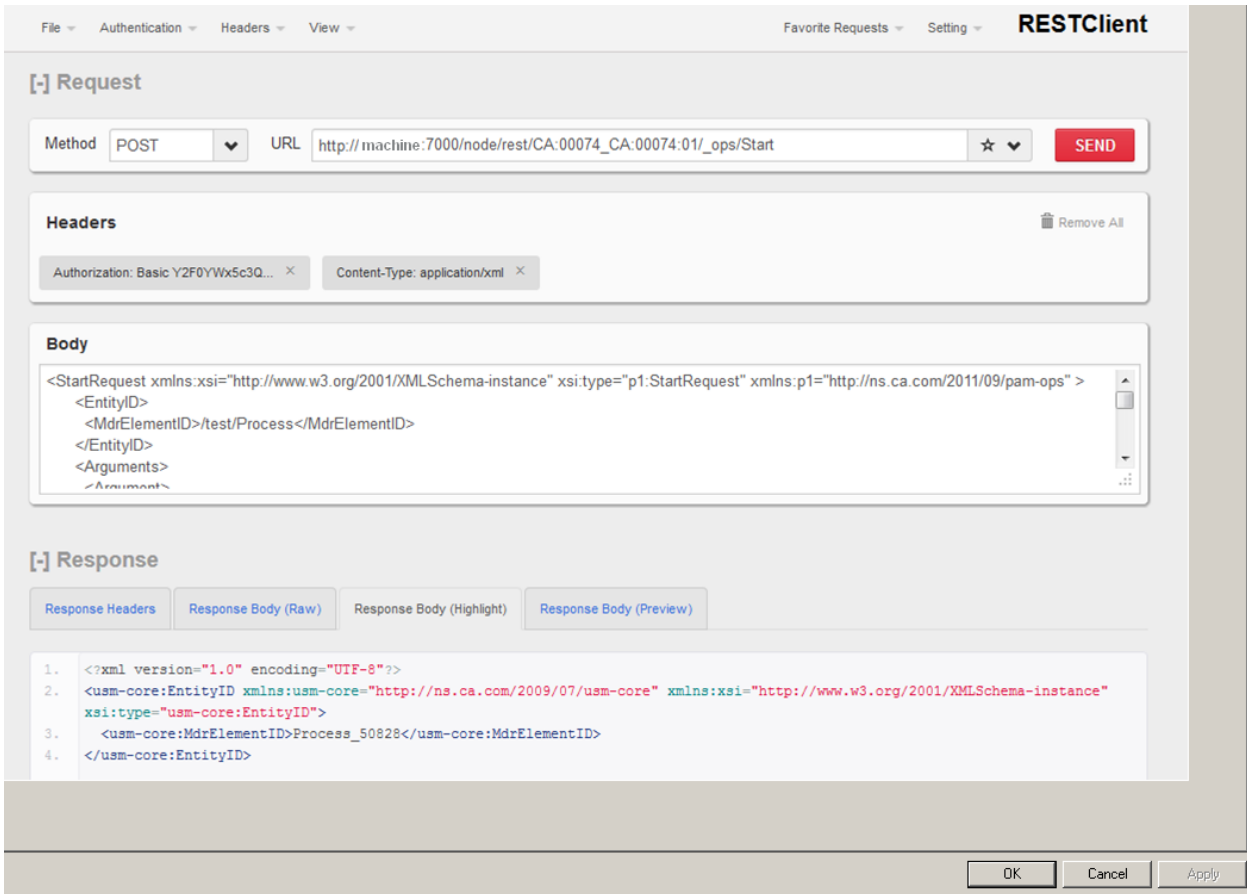 File Authentication Headers View Favorite Requests Setting RESTClient
[-] Request
Method POST URL http://machine:7000/node/rest/CA:00074_CA:00074:01/_ops/Start SEND
Headers Remove All
Authorization: Basic Y2F0YWx5c3Q... × Content-Type: application/xml ×
Body
<StartRequest xmlns:xsi="http://www.w3.org/2001/XMLSchema-instance" xsi:type="p1:StartRequest" xmlns:p1="http://ns.ca.com/2011/09/pam-ops" >
<EntityID>
<MdrElementID>/test/Process</MdrElementID>
</EntityID>
<Arguments>
<Argument>
[-] Response
Response Headers Response Body (Raw) Response Body (Highlight) Response Body (Preview)
1. <?xml version="1.0" encoding="UTF-8"?>
2. <usm-core:EntityID xmlns:usm-core="http://ns.ca.com/2009/07/usm-core" xmlns:xsi="http://www.w3.org/2001/XMLSchema-instance"
xsi:type="usm-core:EntityID">
3. <usm-core:MdrElementID>Process_50828</usm-core:MdrElementID>
4. </usm-core:EntityID>
OK Cancel Apply